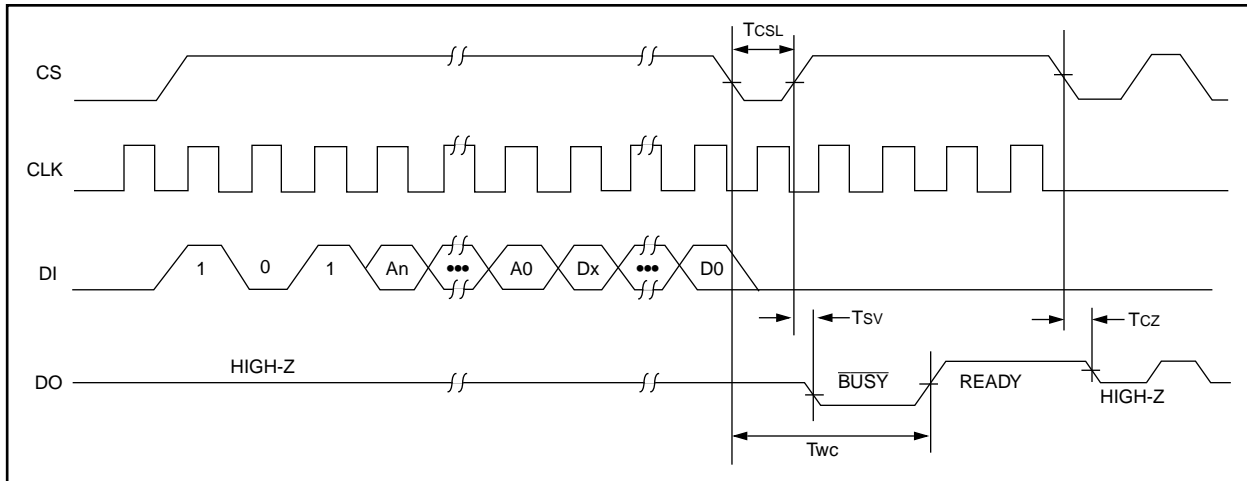 TCSL
CS
CLK
DI
1 0 1 An ••• A0 Dx ••• D0
TSV
TCZ
DO
HIGH-Z
BUSY
READY
HIGH-Z
TWC